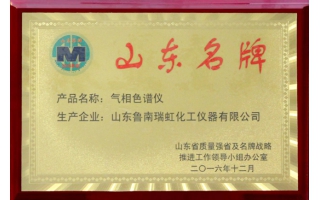 山东名牌
产品名称：气相色谱仪
生产企业：山东鲁南瑞虹化工仪器有限公司
山东省质量强省及名牌战略
推进工作领导小组办公室
二〇一六年十二月